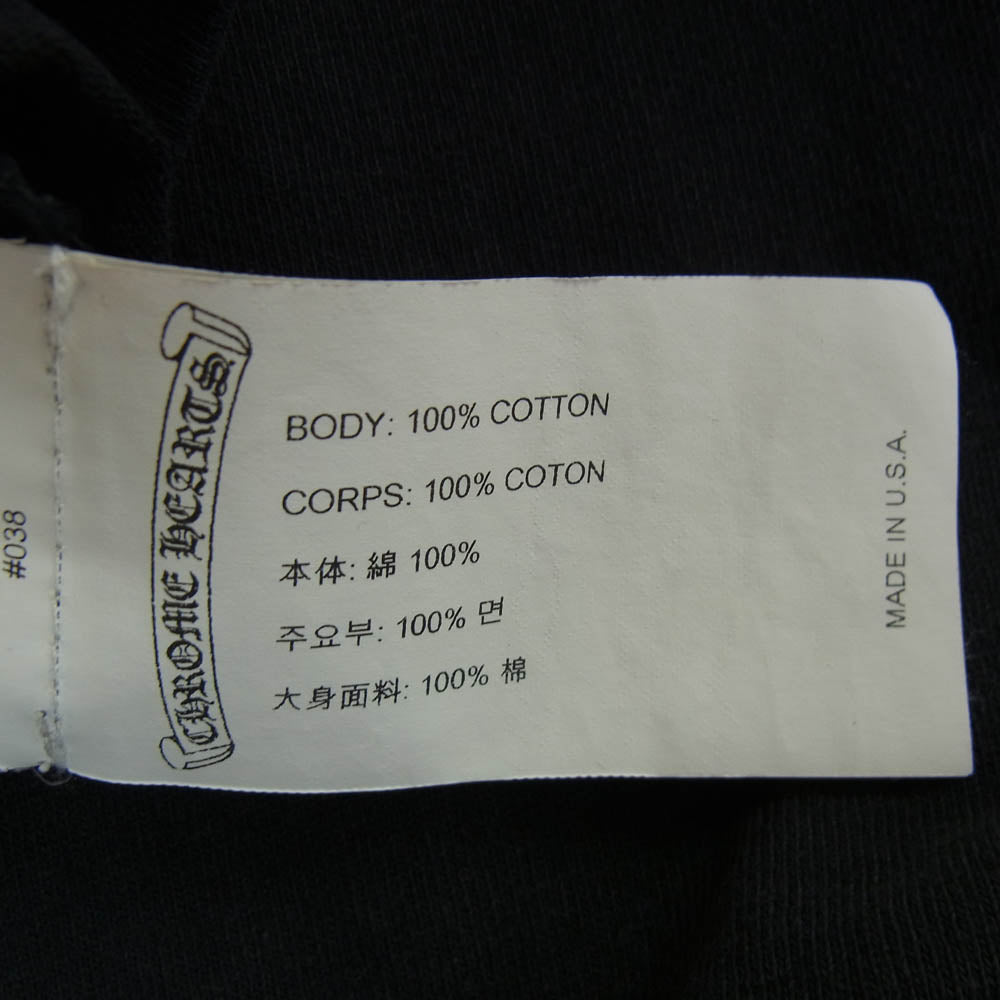 #038
CHROME HEARTS
BODY: 100% COTTON
CORPS: 100% COTON
本体: 綿 100%
주요부: 100% 면
大身面料: 100% 棉
MADE IN U.S.A.